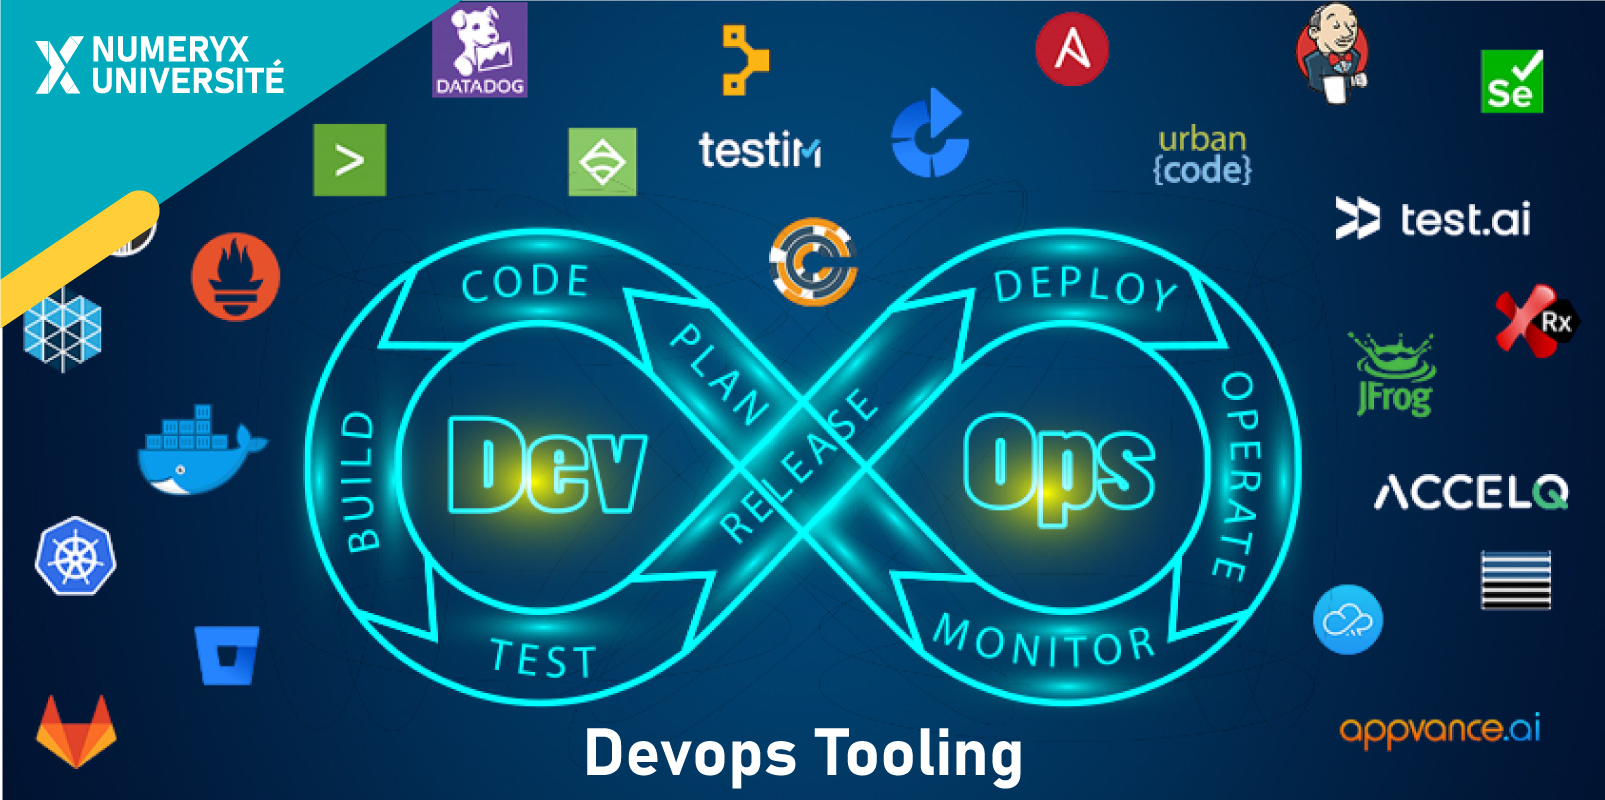 NUMERYX
UNIVERSITÉ
DATADOG
testim
urban
{code}
Se
test.ai
Rx
JFrog
ACCELQ
appvance.ai
CODE
PLAN
BUILD
TEST
RELEASE
DEPLOY
OPERATE
MONITOR
Dev
Ops
Devops Tooling